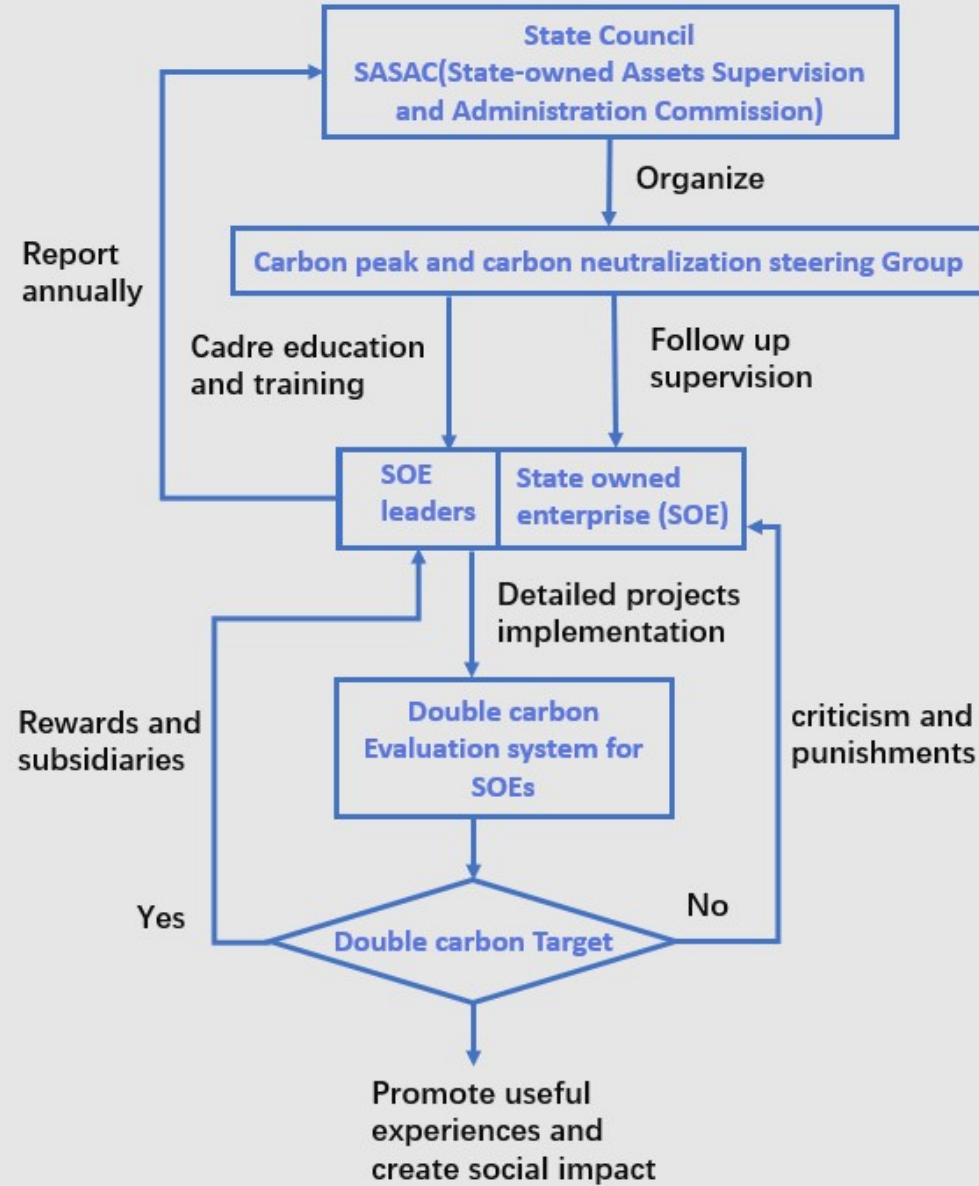 State Council
SASAC(State-owned Assets Supervision
and Administration Commission)
Organize
Report
annually
Carbon peak and carbon neutralization steering Group
Cadre education
and training
Follow up
supervision
SOE
leaders
State owned
enterprise (SOE)
Detailed projects
implementation
Rewards and
subsidiaries
Double carbon
Evaluation system for
SOEs
criticism and
punishments
Yes
No
Double carbon Target
Promote useful
experiences and
create social impact